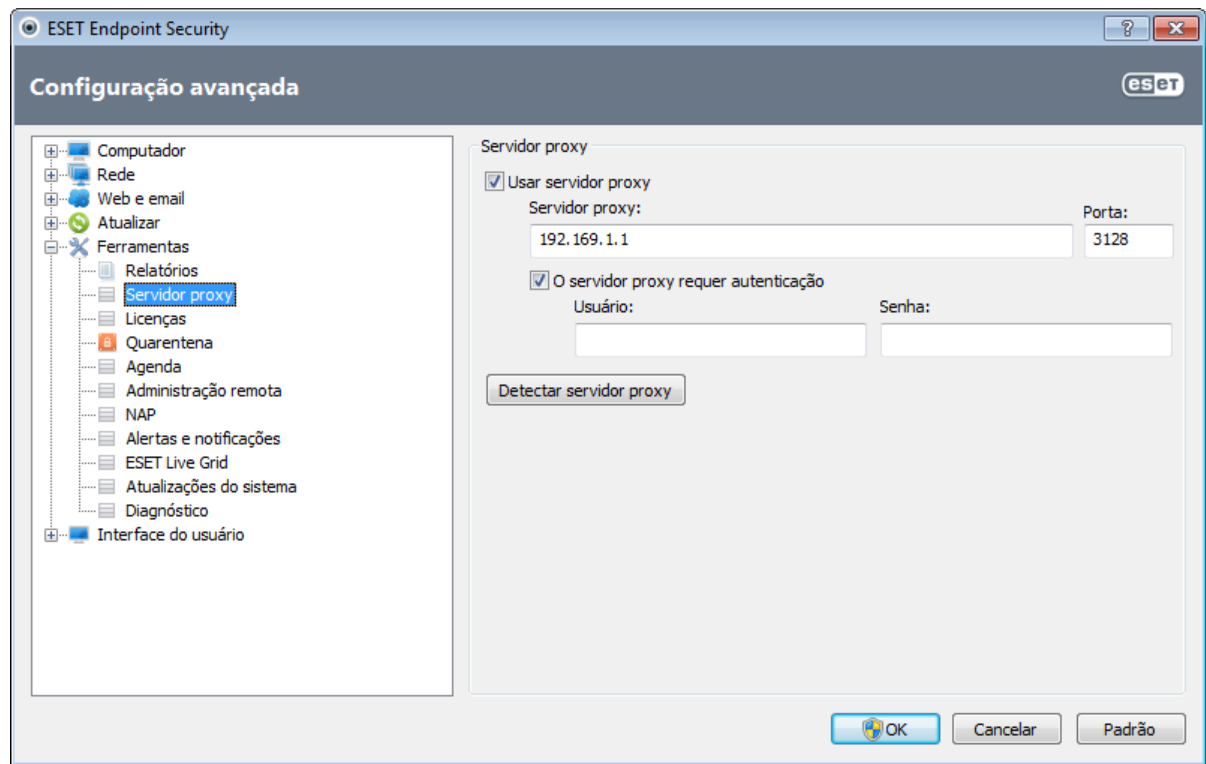 ESET Endpoint Security
Configuração avançada
eseT
Computador
Rede
Web e email
Atualizar
Ferramentas
Relatórios
Servidor proxy
Licenças
Quarentena
Agenda
Administração remota
NAP
Alertas e notificações
ESET Live Grid
Atualizações do sistema
Diagnóstico
Interface do usuário
Servidor proxy
Usar servidor proxy
Servidor proxy: Porta:
192.169.1.1 3128
O servidor proxy requer autenticação
Usuário: Senha:
Detectar servidor proxy
OK Cancelar Padrão